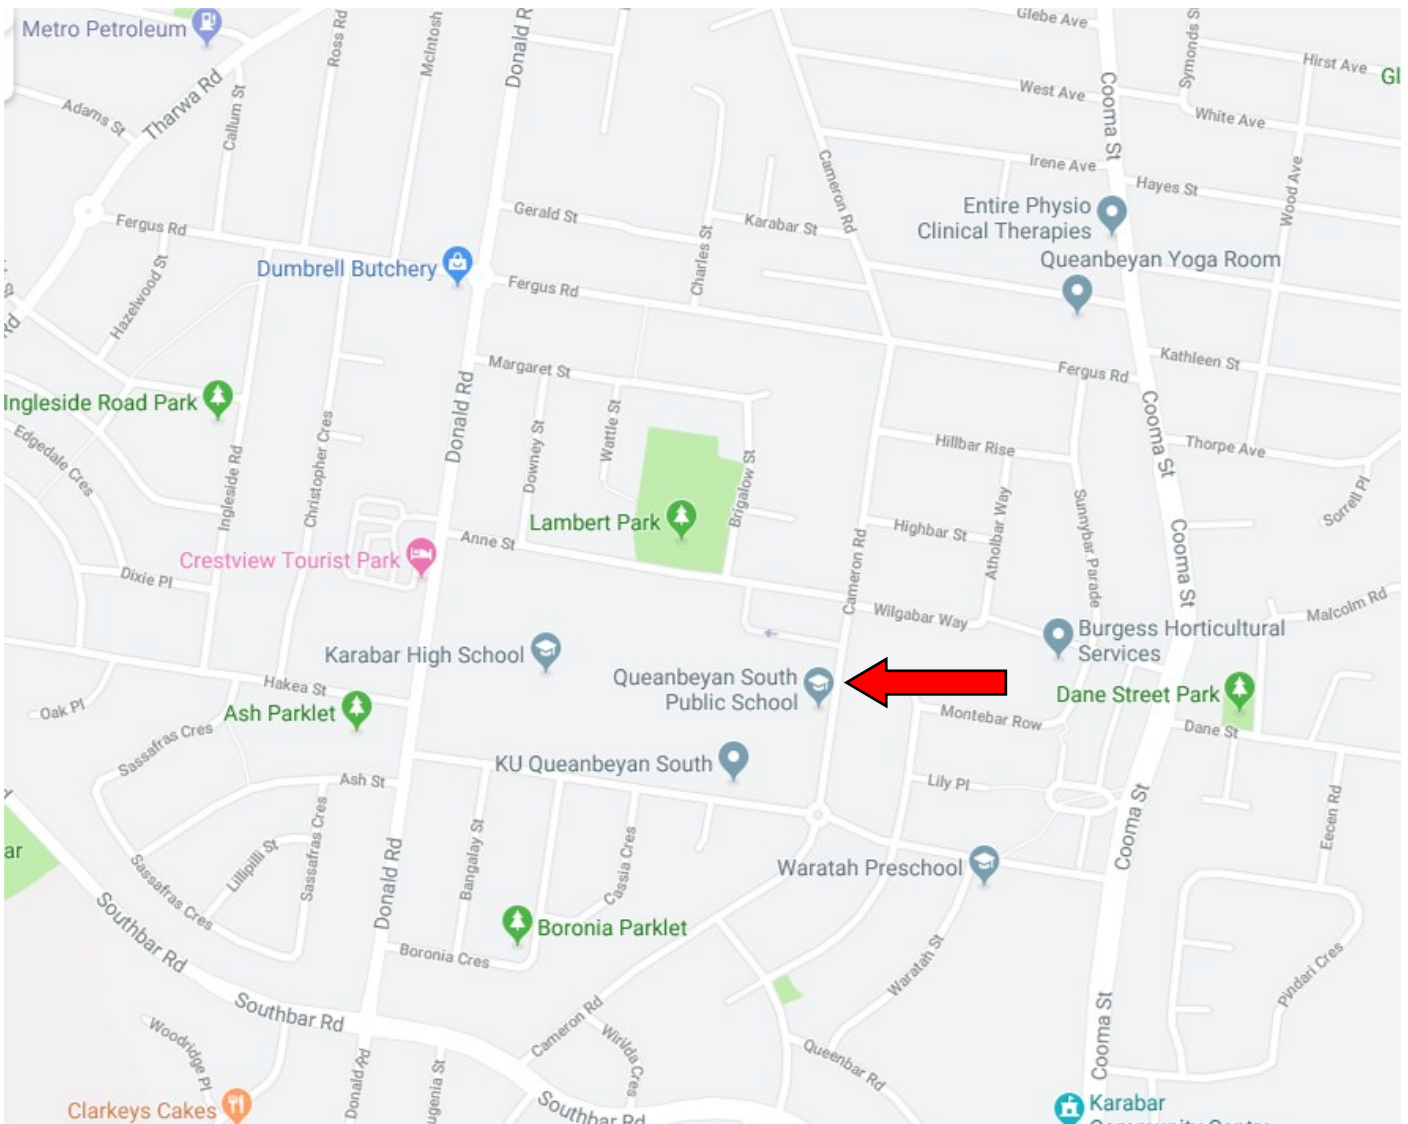 Metro Petroleum
Ross Rd
McIntosh
Donald R
Glebe Ave
Symonds S
Hirst Ave
Gl
Adams St
Tharwa Rd
Callum St
West Ave
Cooma St
White Ave
Cameron Rd
Irene Ave
Hayes St
Wood Ave
Fergus Rd
Gerald St
Karabar St
Entire Physio
Clinical Therapies
Queanbeyan Yoga Room
Dumbrell Butchery
Charles St
Hazelwood St
Fergus Rd
Rd
St
Margaret St
Kathleen St
Fergus Rd
Ingleside Road Park
Donald Rd
Edgedale Cres
Ingleside Rd
Christopher Cres
Downey St
Wattle St
Brigalow St
Hillbar Rise
Cooma St
Thorpe Ave
Sorrell Pl
Lambert Park
Highbar St
Atholbar Way
Sunnybar Parade
Cooma St
Anne St
Crestview Tourist Park
Dixie Pl
Cameron Rd
Wilgabar Way
Malcolm Rd
Burgess Horticultural
Services
Karabar High School
Queanbeyan South
Public School
Dane Street Park
Hakea St
Oak Pl
Ash Parklet
Montebar Row
Dane St
Sassafras Cres
KU Queanbeyan South
Ash St
Lily Pl
Cooma St
Eecen Rd
ar
Lillipilli St
Sassafras Cres
Donald Rd
Bangalay St
Cassia Cres
Waratah Preschool
Sassafras Cres
Southbar Rd
Boronia Parklet
Boronia Cres
Waratah St
Pindari Cres
Southbar Rd
Woodridge Pl
Cameron Rd
Wirilda Cres
Queenbar Rd
Cooma St
Donald Rd
ugenia St
Clarkeys Cakes
Southbar Rd
Karabar
Community Centre